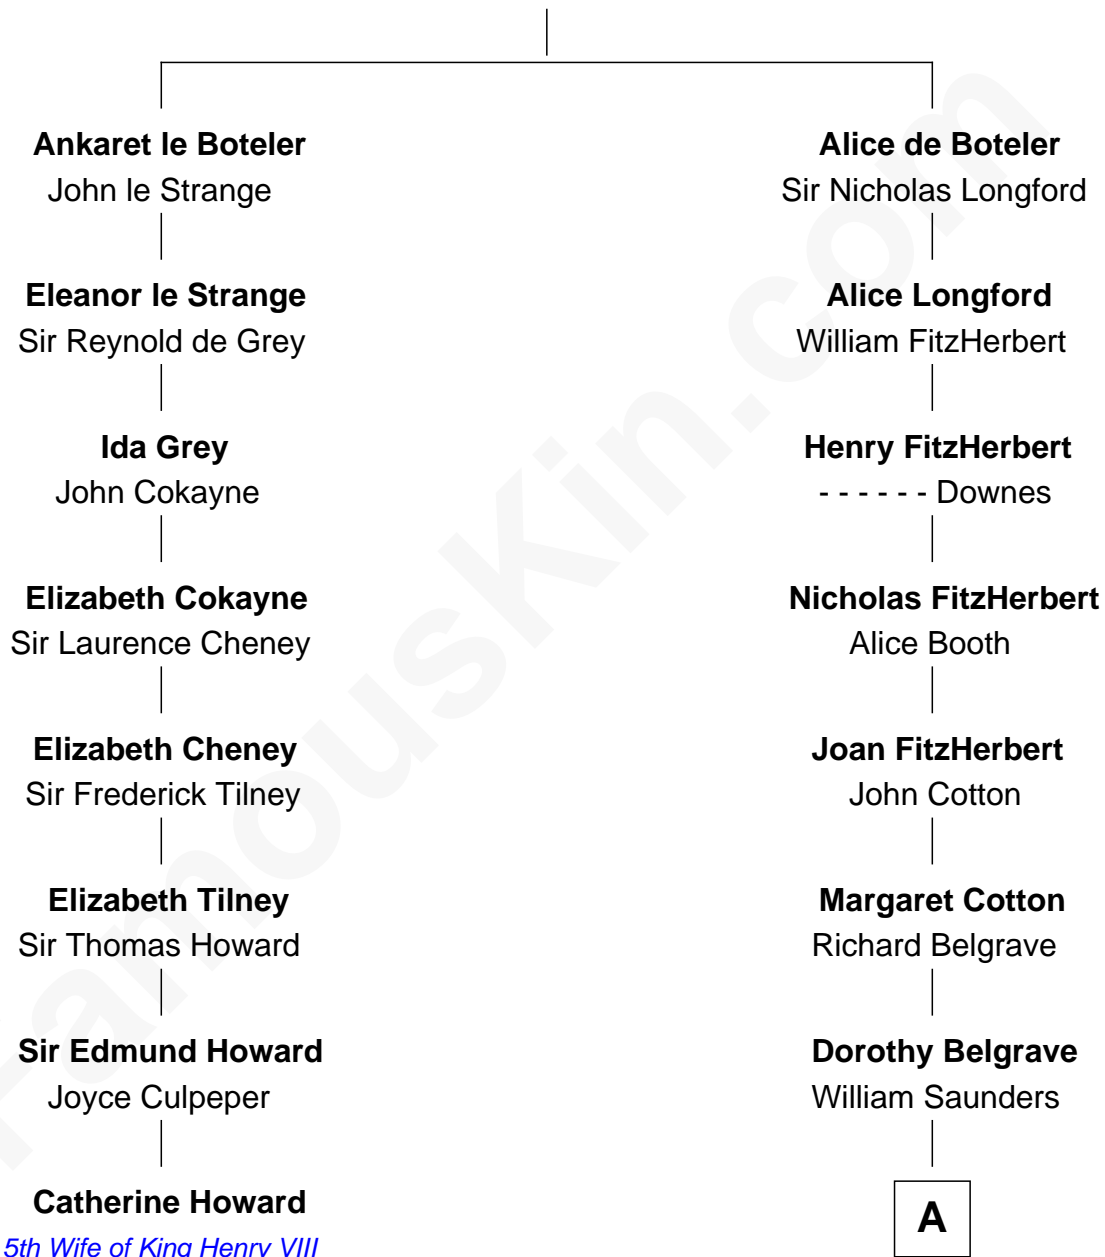 Ankaret le Boteler
John le Strange
Eleanor le Strange
Sir Reynold de Grey
Ida Grey
John Cokayne
Elizabeth Cokayne
Sir Laurence Cheney
Elizabeth Cheney
Sir Frederick Tilney
Elizabeth Tilney
Sir Thomas Howard
Sir Edmund Howard
Joyce Culpeper
Catherine Howard
5th Wife of King Henry VIII
Alice de Boteler
Sir Nicholas Longford
Alice Longford
William FitzHerbert
Henry FitzHerbert
- - - - - - Downes
Nicholas FitzHerbert
Alice Booth
Joan FitzHerbert
John Cotton
Margaret Cotton
Richard Belgrave
Dorothy Belgrave
William Saunders
A
FamousKin.com